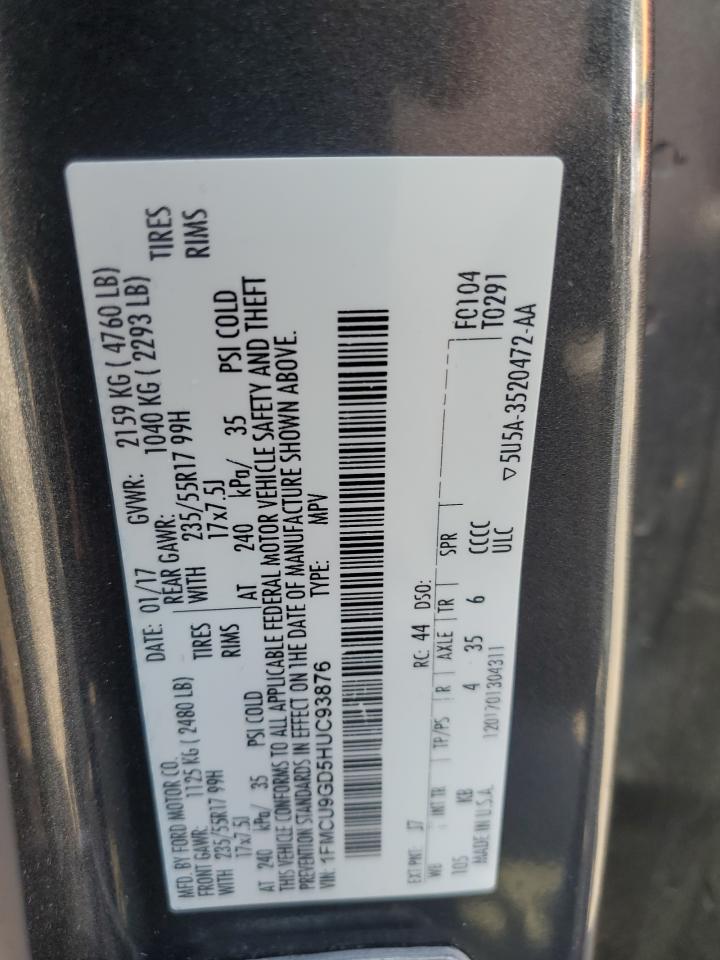 MFD. BY FORD MOTOR CO. DATE: 01/17 GVWR: 2159 KG ( 4760 LB)
FRONT GAWR: 1125 KG ( 2480 LB) REAR GAWR: 1040 KG ( 2293 LB)
WITH 235/55R17 99H TIRES WITH 235/55R17 99H TIRES
17x7.5J RIMS 17x7.5J RIMS
AT 240 kPa/ 35 PSI COLD AT 240 kPa/ 35 PSI COLD
THIS VEHICLE CONFORMS TO ALL APPLICABLE FEDERAL MOTOR VEHICLE SAFETY AND THEFT
PREVENTION STANDARDS IN EFFECT ON THE DATE OF MANUFACTURE SHOWN ABOVE.
VIN: 1FMCU9GD5HUC93876 TYPE: MPV
EXT PNT: J7 RC: 44 DSO: FC104
WB INT TR TP/PS R AXLE TR SPR T0291
105 KB 4 35 6 CCCC
MADE IN U.S.A. 1201701304311 ULC ▽5U5A-3520472-AA